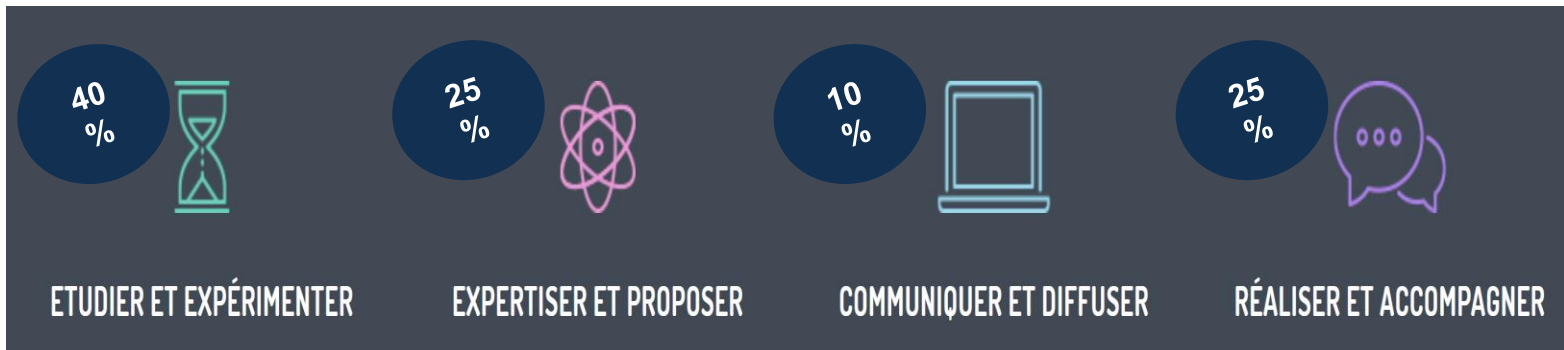 40
%
25
%
10
%
25
%
ETUDIER ET EXPÉRIMENTER
EXPERTISER ET PROPOSER
COMMUNIQUER ET DIFFUSER
RÉALISER ET ACCOMPAGNER